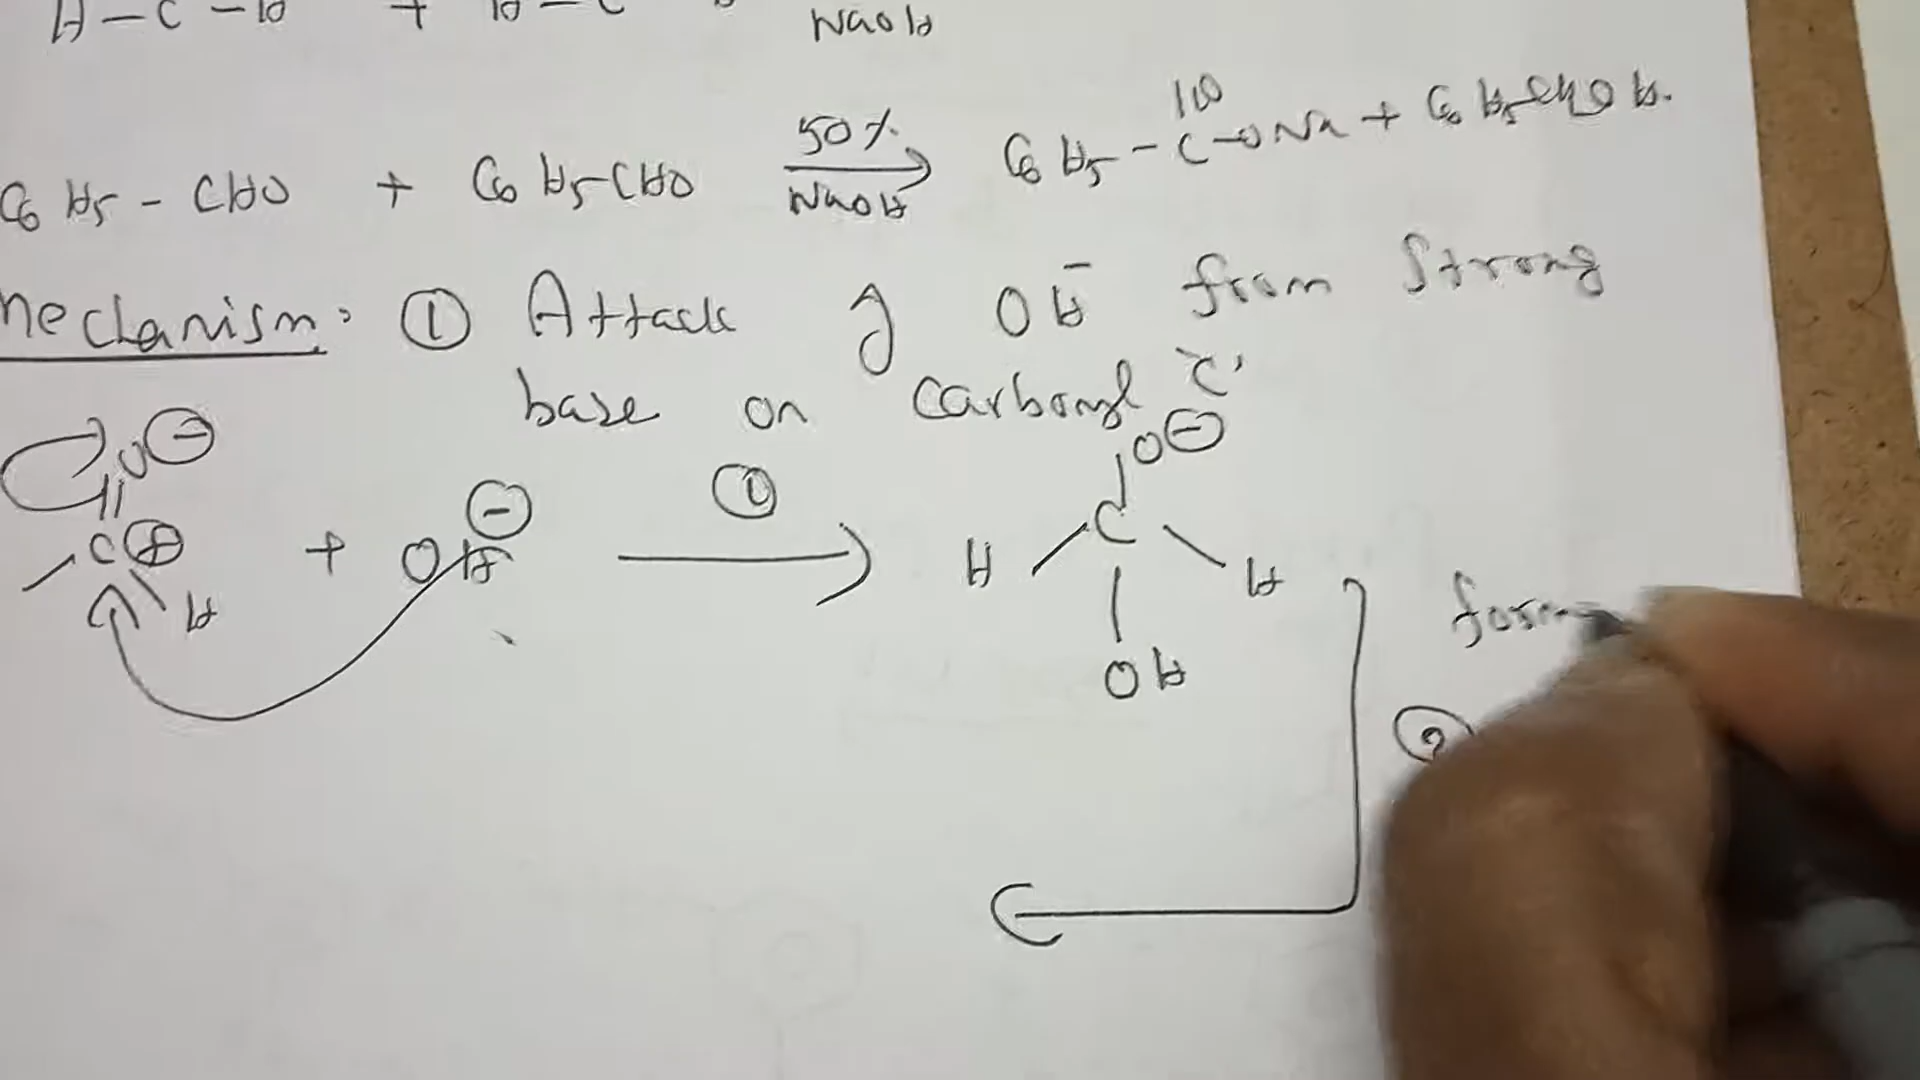 H - C - H + H - C
NaOH
C6H5 - CHO + C6H5-CHO 50% NaOH → C6H5 - C - ONa + C6H5CH2OH.
Mechanism: ① Attack of OH⁻ from strong
base on carbonyl 'C'
O ⊖ O ⊖
C ⊕ H + OH ⊖ ① → H C H
OH
form
②